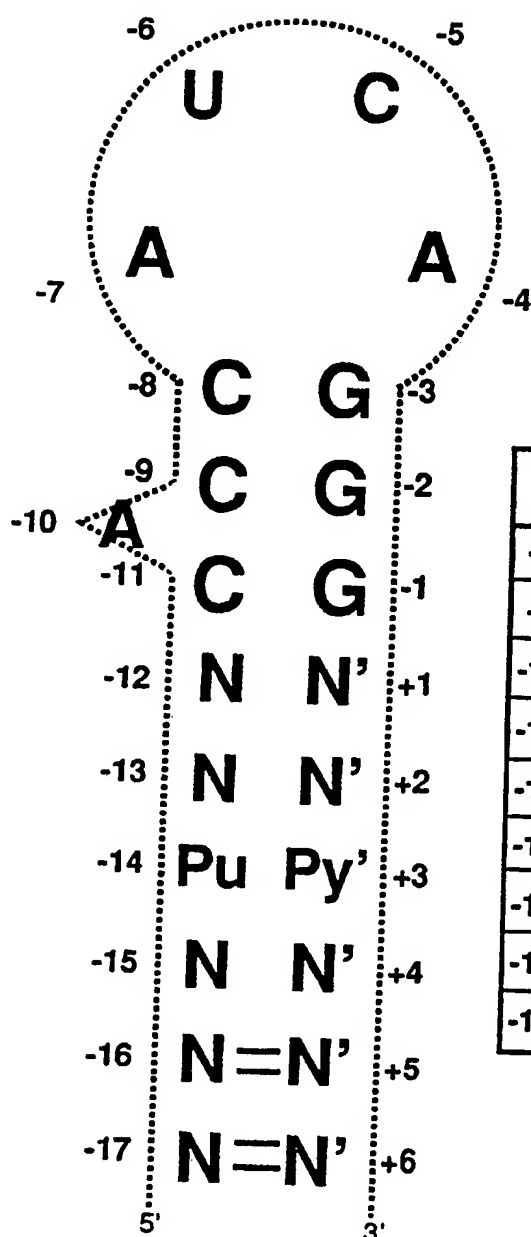 -6 -5
U C
A A
-7 -4
-8 C G -3
-9 C G -2
-10 A
-11 C G -1
-12 N N' +1
-13 N N' +2
-14 Pu Py' +3
-15 N N' +4
-16 N=N' +5
-17 N=N' +6
5' 3'